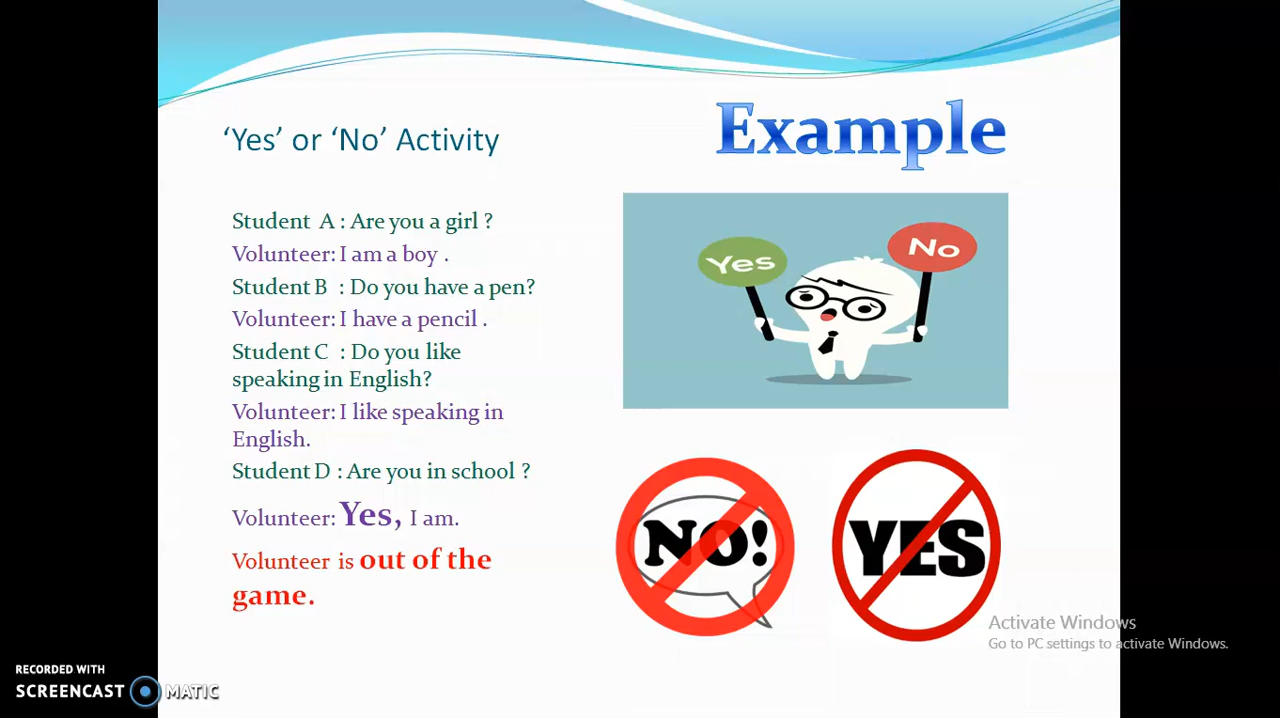 ‘Yes’ or ‘No’ Activity
Example
Student A : Are you a girl ?
Volunteer: I am a boy .
Student B : Do you have a pen?
Volunteer: I have a pencil .
Student C : Do you like
speaking in English?
Volunteer: I like speaking in
English.
Student D : Are you in school ?
Volunteer: Yes, I am.
Volunteer is out of the
game.
Yes
No
NO!
YES
Activate Windows
Go to PC settings to activate Windows.
RECORDED WITH
SCREENCAST MATIC